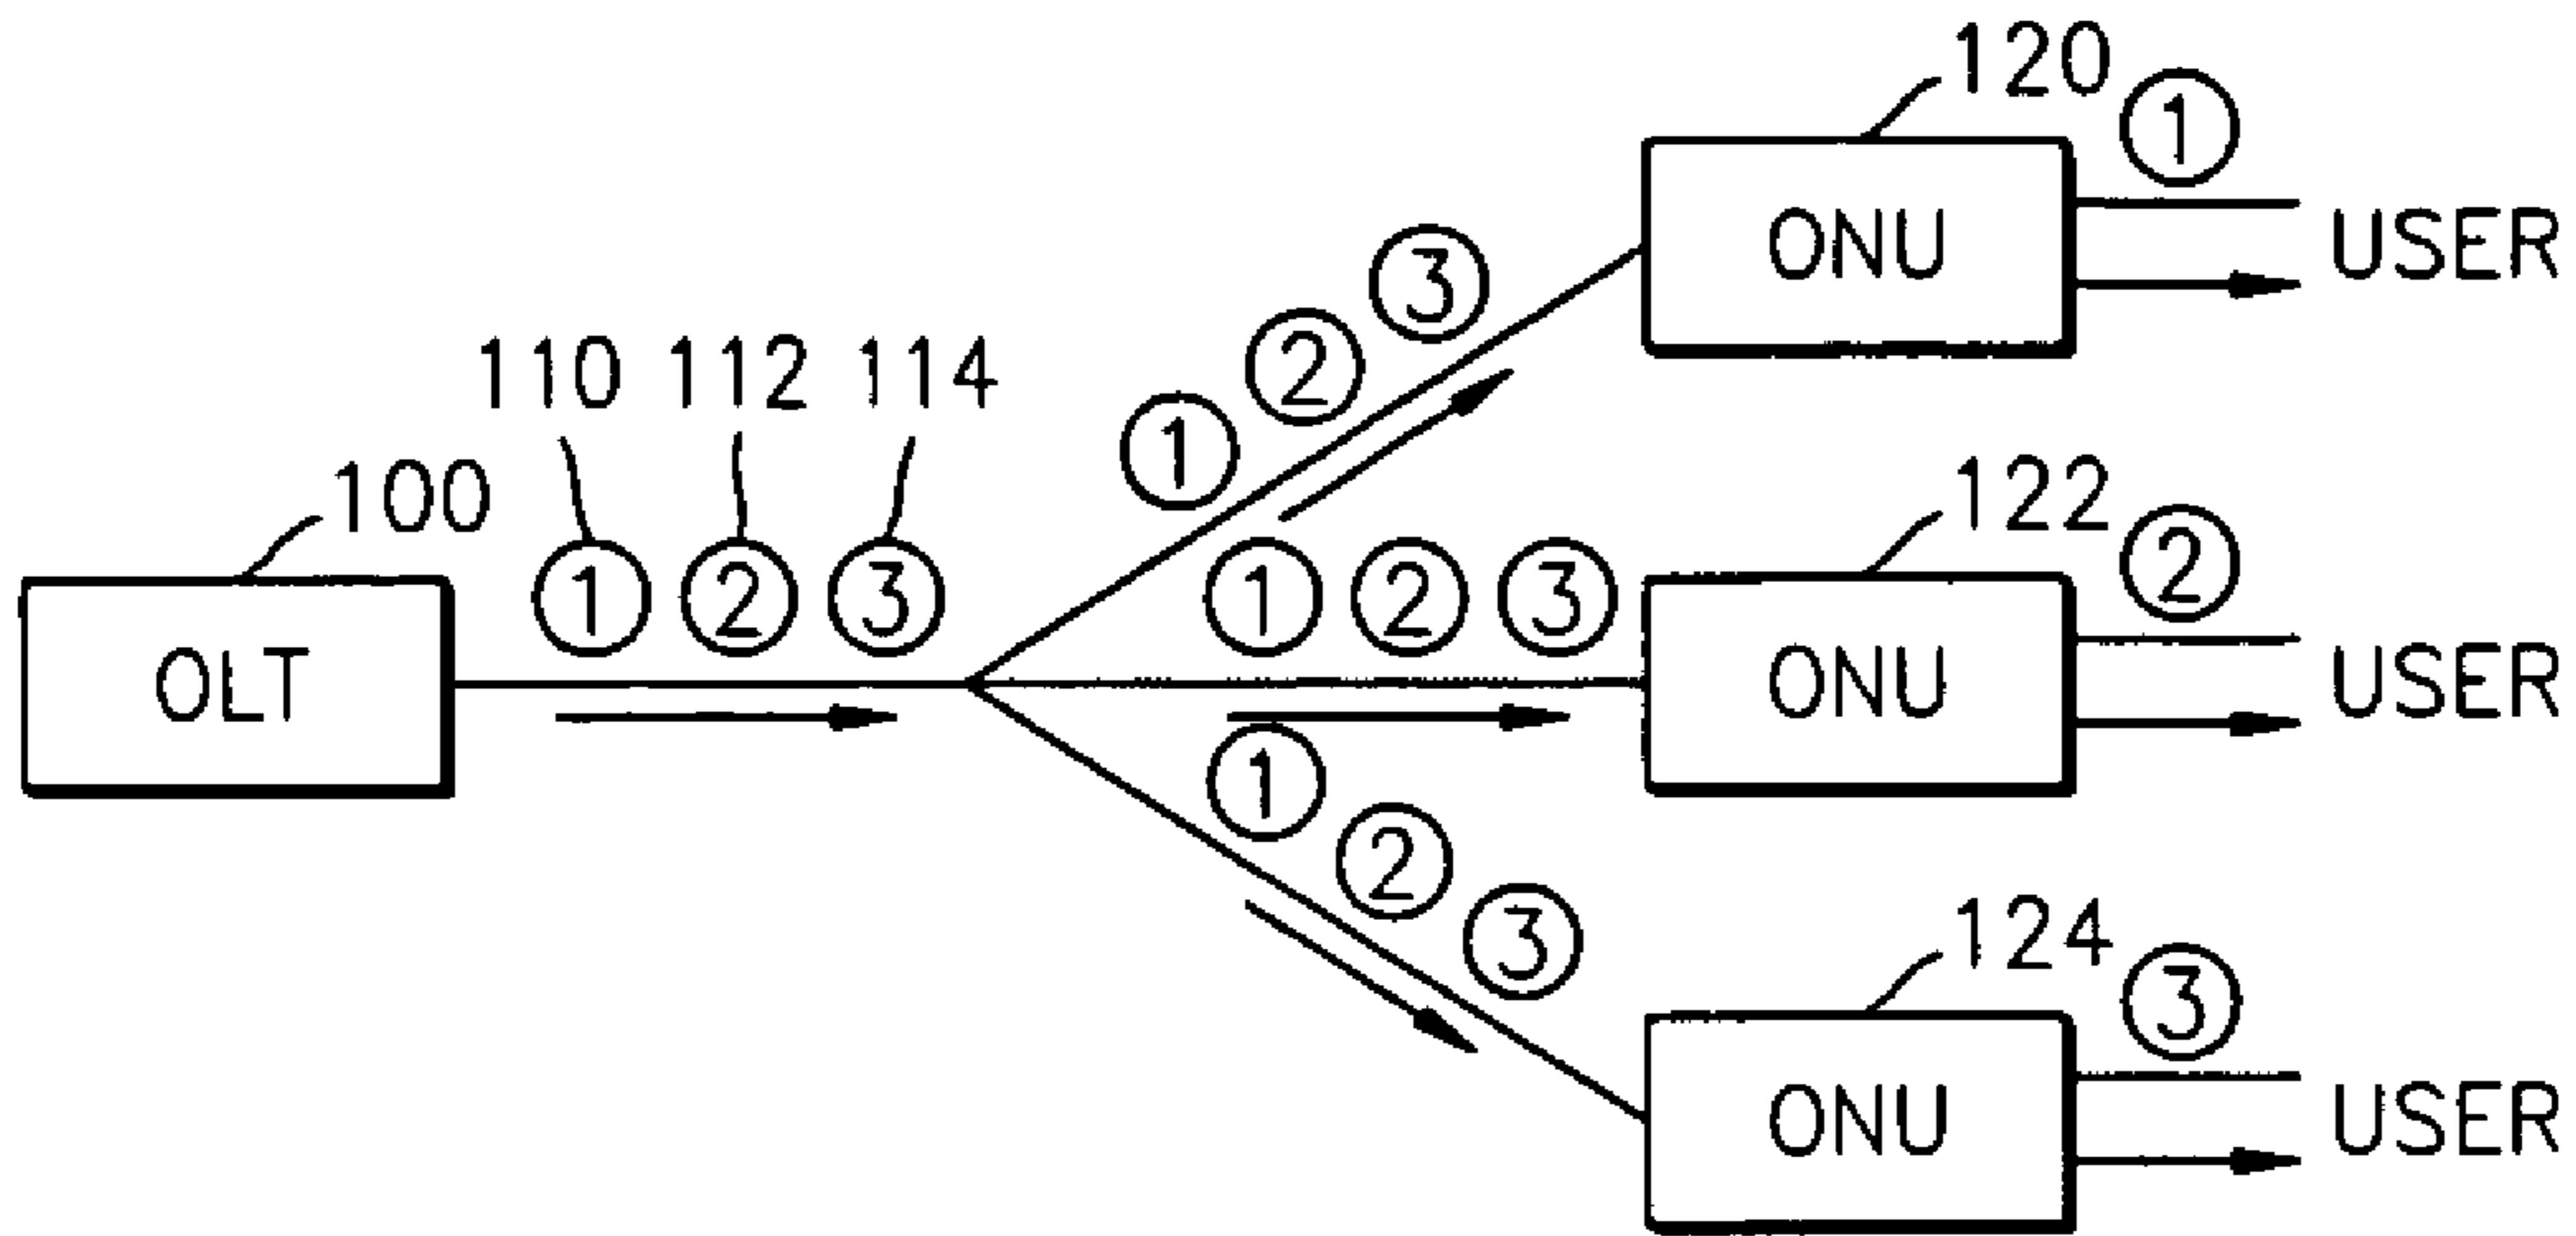 120 ①
ONU USER
③
②
①
110 112 114
100
① ② ③
OLT
122 ②
① ② ③
ONU USER
①
②
③
124 ③
ONU USER